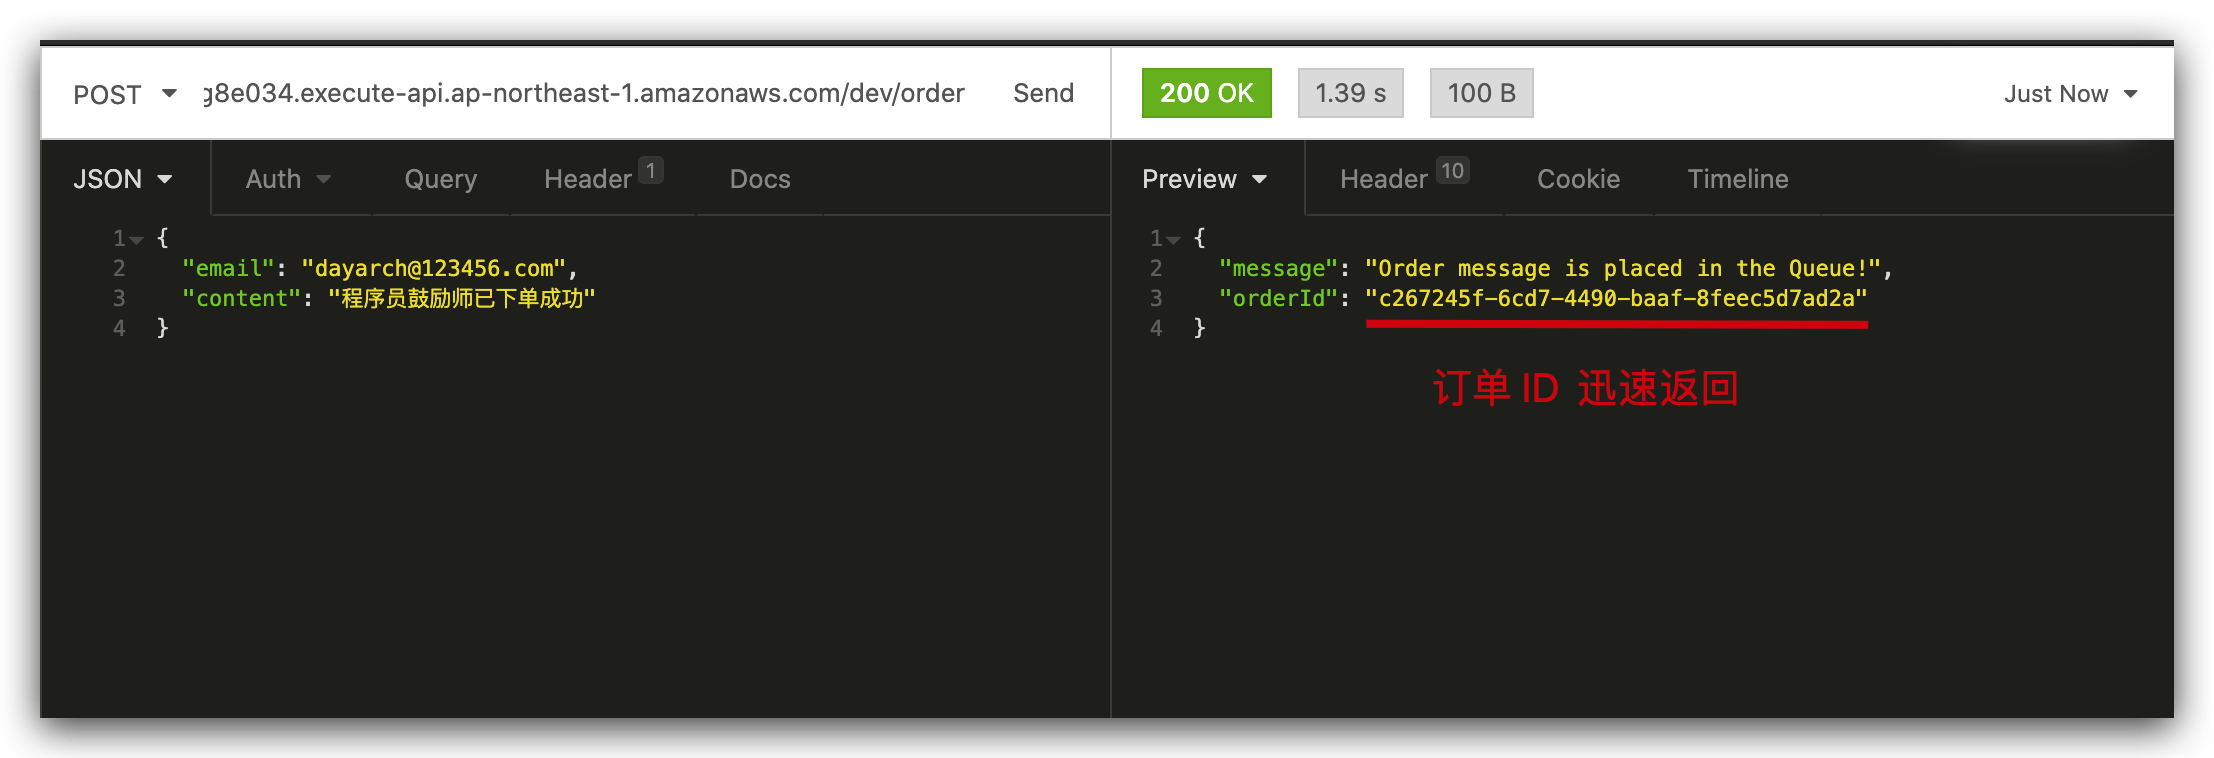 POST g8e034.execute-api.ap-northeast-1.amazonaws.com/dev/order Send
200 OK 1.39 s 100 B Just Now
JSON Auth Query Header 1 Docs
Preview Header 10 Cookie Timeline
1 {
2 "email": "dayarch@123456.com",
3 "content": "程序员鼓励师已下单成功"
4 }
1 {
2 "message": "Order message is placed in the Queue!",
3 "orderId": "c267245f-6cd7-4490-baaf-8feec5d7ad2a"
4 }
订单 ID 迅速返回